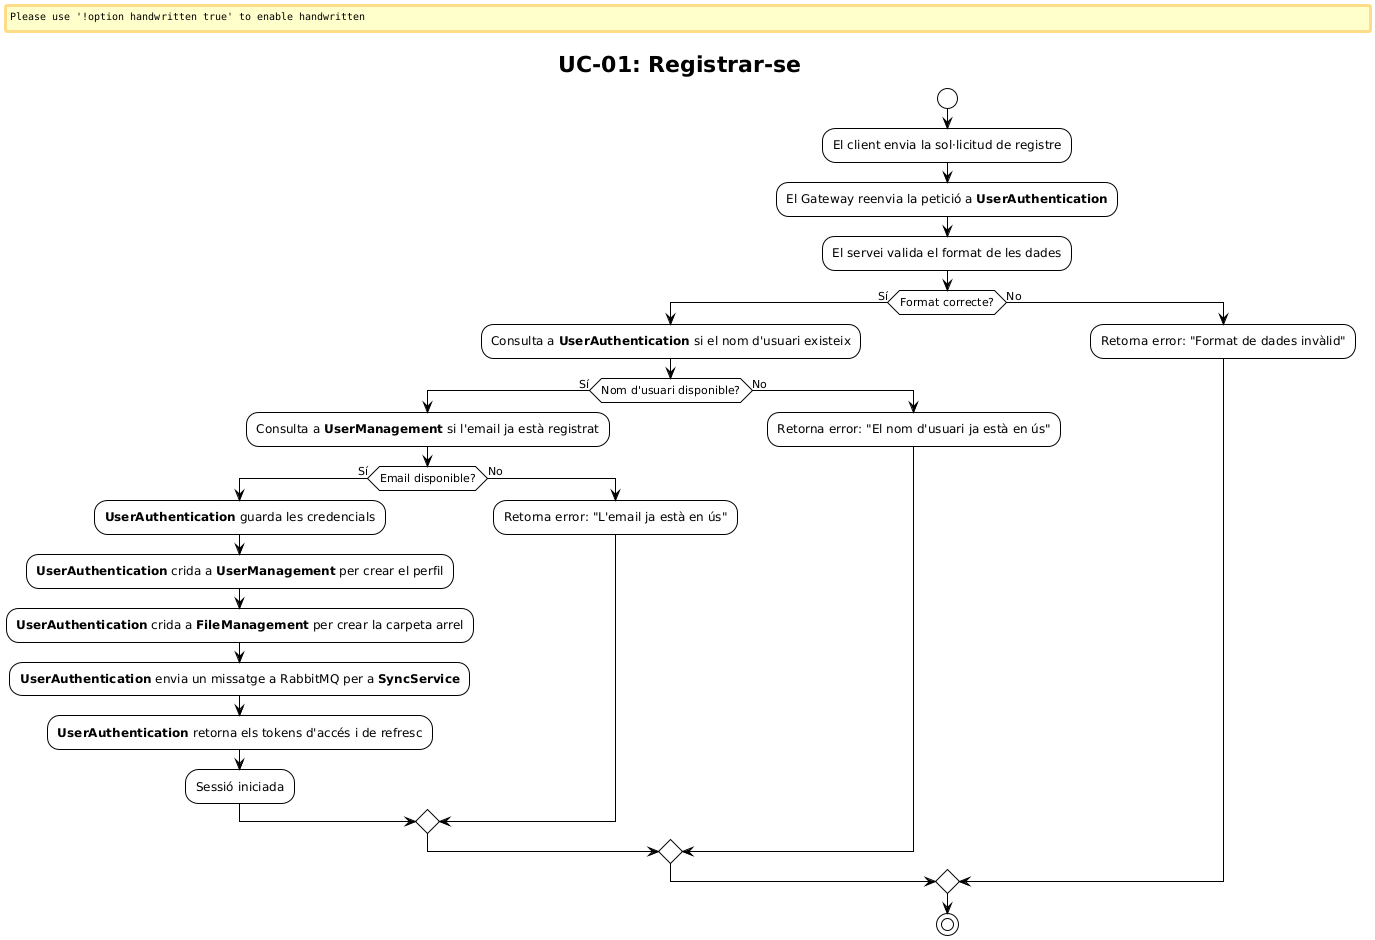 Please use '!option handwritten true' to enable handwritten
UC-01: Registrar-se
El client envia la sol·licitud de registre
El Gateway reenvia la petició a UserAuthentication
El servei valida el format de les dades
Sí
Format correcte?
No
Consulta a UserAuthentication si el nom d'usuari existeix
Retorna error: "Format de dades invàlid"
Sí
Nom d'usuari disponible?
No
Consulta a UserManagement si l'email ja està registrat
Retorna error: "El nom d'usuari ja està en ús"
Sí
Email disponible?
No
UserAuthentication guarda les credencials
Retorna error: "L'email ja està en ús"
UserAuthentication crida a UserManagement per crear el perfil
UserAuthentication crida a FileManagement per crear la carpeta arrel
UserAuthentication envia un missatge a RabbitMQ per a SyncService
UserAuthentication retorna els tokens d'accés i de refresc
Sessió iniciada